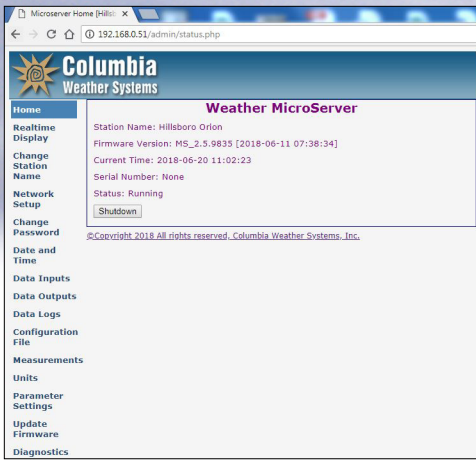 Microserver Home [Hillsb
192.168.0.51/admin/status.php
Columbia
Weather Systems
Home
Realtime
Display
Change
Station
Name
Network
Setup
Change
Password
Date and
Time
Data Inputs
Data Outputs
Data Logs
Configuration
File
Measurements
Units
Parameter
Settings
Update
Firmware
Diagnostics
Weather MicroServer
Station Name: Hillsboro Orion
Firmware Version: MS_2.5.9835 [2018-06-11 07:38:34]
Current Time: 2018-06-20 11:02:23
Serial Number: None
Status: Running
Shutdown
©Copyright 2018 All rights reserved, Columbia Weather Systems, Inc.